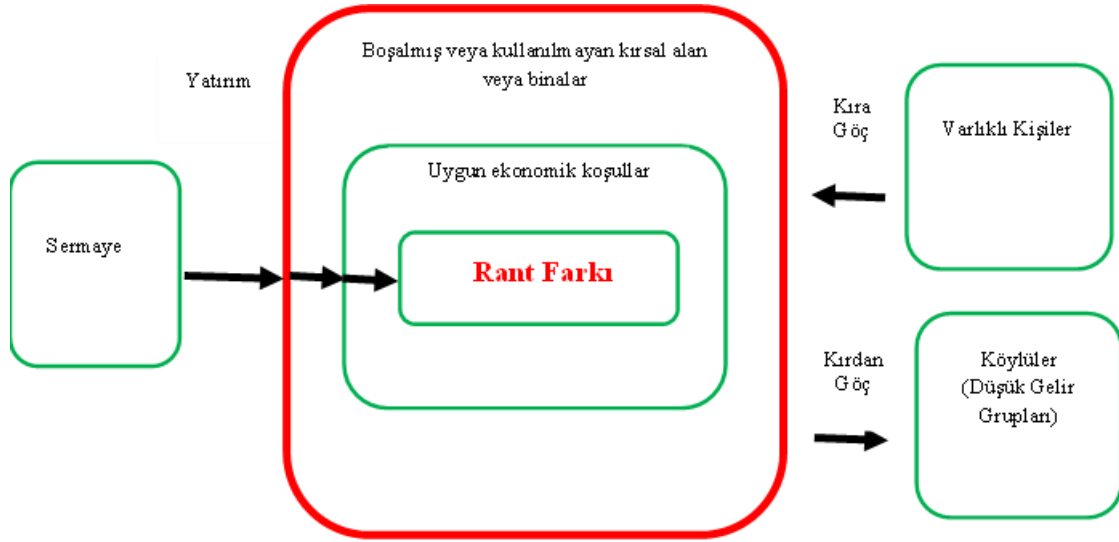 Yatırım
Boşalmış veya kullanılmayan kırsal alan
veya binalar
Kıra
Göç
Varlıklı Kişiler
Uygun ekonomik koşullar
Sermaye
Rant Farkı
Kırdan
Göç
Köylüler
(Düşük Gelir
Grupları)